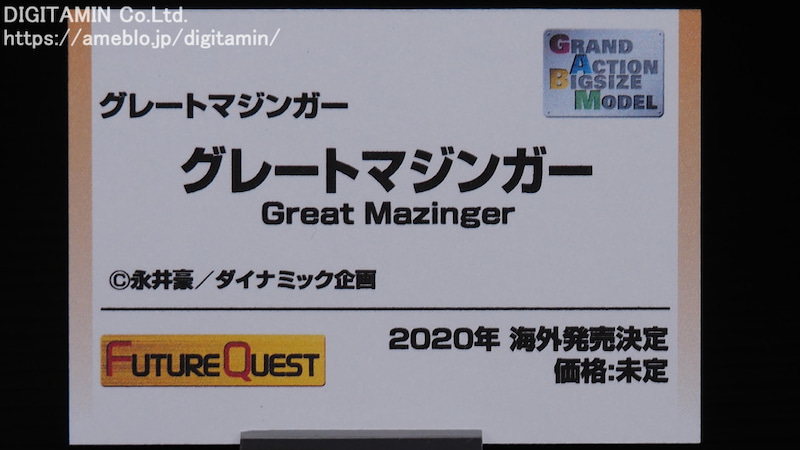 DIGITAMIN Co.Ltd.
https://ameblo.jp/digitamin/
GRAND
ACTION
BIGSIZE
MODEL
グレートマジンガー
グレートマジンガー
Great Mazinger
©永井豪／ダイナミック企画
FUTURE QUEST
2020年 海外発売決定
価格:未定